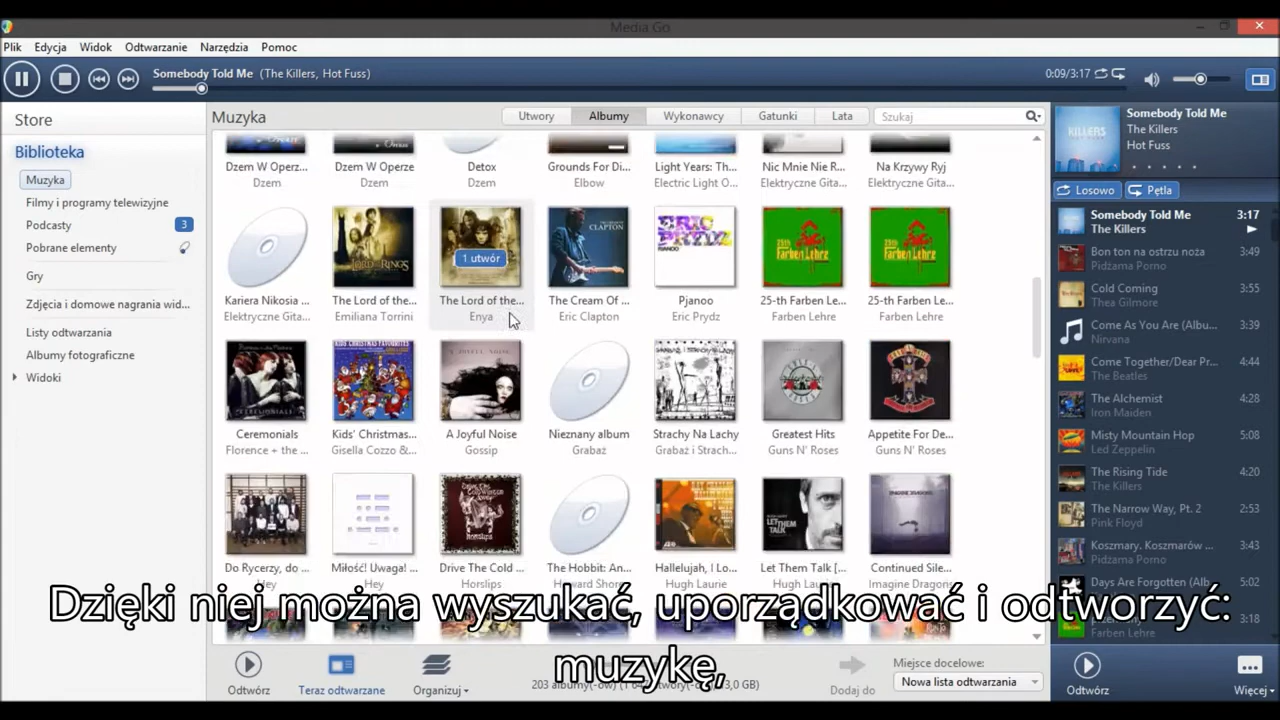 Media Go
Plik Edycja Widok Odtwarzanie Narzędzia Pomoc
Somebody Told Me (The Killers, Hot Fuss)
0:09/3:17
Store
Biblioteka
Muzyka
Filmy i programy telewizyjne
Podcasty 3
Pobrane elementy
Gry
Zdjęcia i domowe nagrania wid...
Listy odtwarzania
Albumy fotograficzne
Widoki
Muzyka
Utwory Albumy Wykonawcy Gatunki Lata Szukaj
Dzem W Operz... Dzem W Operze Detox Grounds For Di... Light Years: Th... Nic Mnie Nie R... Na Krzywy Ryj
Dzem Dzem Dzem Elbow Electric Light O... Elektryczne Gita... Elektryczne Gita...
1 utwór
Kariera Nikosia ... The Lord of the... The Lord of the... The Cream Of ... Pjanoo 25-th Farben Le... 25-th Farben Le...
Elektryczne Gita... Emiliana Torrini Enya Eric Clapton Eric Prydz Farben Lehre Farben Lehre
Ceremonials Kids' Christmas... A Joyful Noise Nieznany album Strachy Na Lachy Greatest Hits Appetite For De...
Florence + the ... Gisella Cozzo &... Gossip Grabaż Grabaż i Strach... Guns N' Roses Guns N' Roses
LET THEM TALK
Do Rycerzy, do ... Miłość! Uwaga! ... Drive The Cold ... The Hobbit: An... Hallelujah, I Lo... Let Them Talk [... Continued Sile...
Hey Hey Horslips Howard Shore Hugh Laurie Hugh Laurie Imagine Dragons
Odtwórz Teraz odtwarzane Organizuj
Dodaj do
Miejsce docelowe:
Nowa lista odtwarzania
KILLERS
Somebody Told Me
The Killers
Hot Fuss
Losowo Pętla
Somebody Told Me 3:17
The Killers
Bon ton na ostrzu noża 3:49
Pidżama Porno
Cold Coming 3:55
Thea Gilmore
Come As You Are (Albu... 3:39
Nirvana
Come Together/Dear Pr... 4:44
The Beatles
The Alchemist 4:28
Iron Maiden
Misty Mountain Hop 5:08
Led Zeppelin
The Rising Tide 4:20
The Killers
The Narrow Way, Pt. 2 2:53
Pink Floyd
Koszmary. Koszmarów ... 3:43
Pidżama Porno
Days Are Forgotten (Alb... 5:02
3:18
Farben Lehre
Odtwórz Więcej
Dzięki niej można wyszukać, uporządkować i odtworzyć:
muzykę,